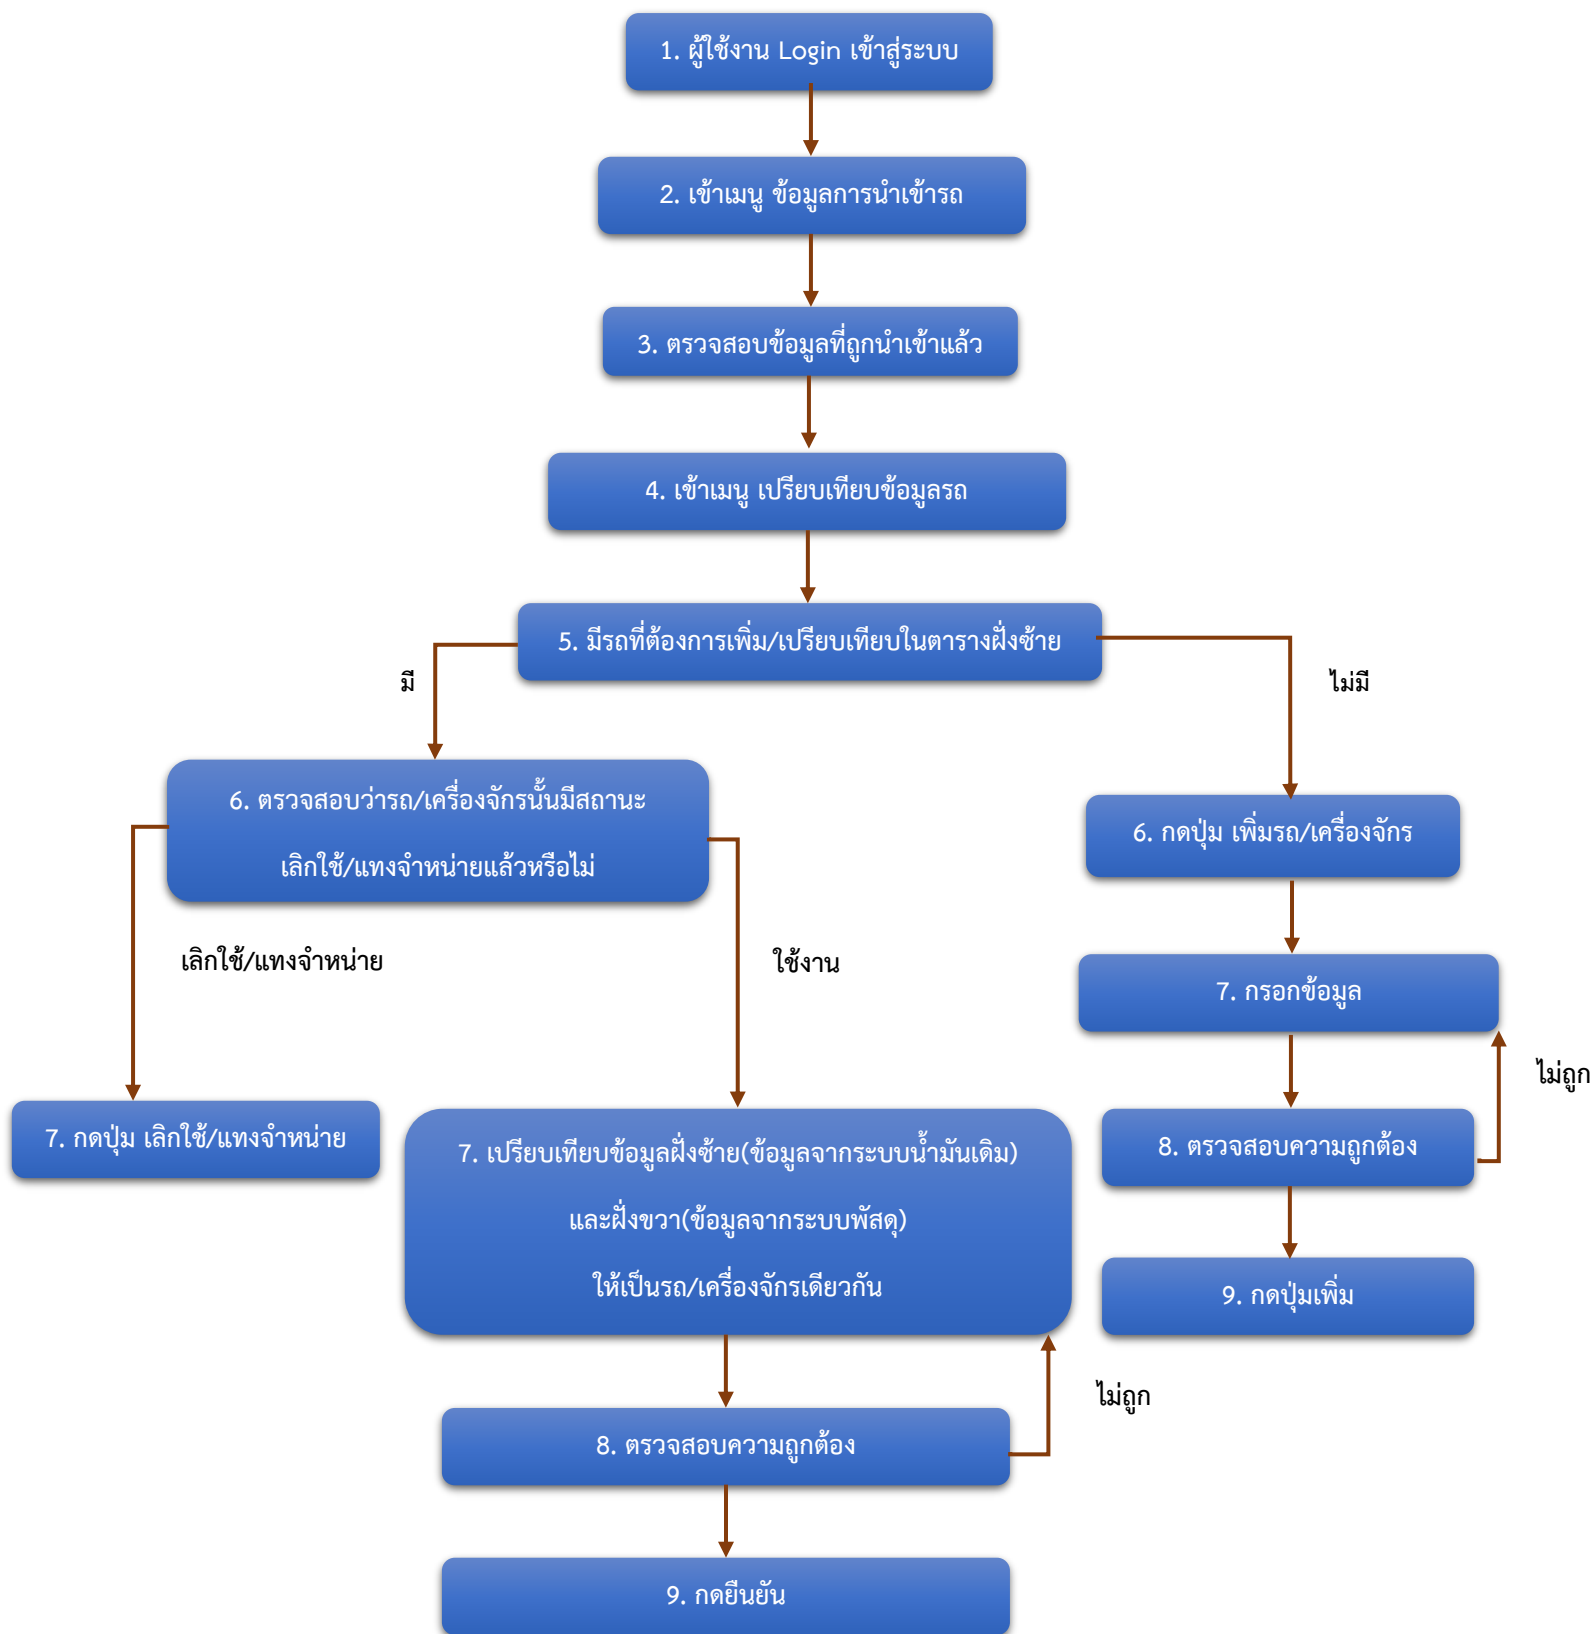 1. ผู้ใช้งาน Login เข้าสู่ระบบ
2. เข้าเมนู ข้อมูลการนำเข้ารถ
3. ตรวจสอบข้อมูลที่ถูกนำเข้าแล้ว
4. เข้าเมนู เปรียบเทียบข้อมูลรถ
5. มีรถที่ต้องการเพิ่ม/เปรียบเทียบในตารางฝั่งซ้าย
มี
ไม่มี
6. ตรวจสอบว่ารถ/เครื่องจักรนั้นมีสถานะ
เลิกใช้/แทงจำหน่ายแล้วหรือไม่
6. กดปุ่ม เพิ่มรถ/เครื่องจักร
เลิกใช้/แทงจำหน่าย
ใช้งาน
7. กรอกข้อมูล
ไม่ถูก
7. กดปุ่ม เลิกใช้/แทงจำหน่าย
7. เปรียบเทียบข้อมูลฝั่งซ้าย(ข้อมูลจากระบบน้ำมันเดิม)
และฝั่งขวา(ข้อมูลจากระบบพัสดุ)
ให้เป็นรถ/เครื่องจักรเดียวกัน
8. ตรวจสอบความถูกต้อง
9. กดปุ่มเพิ่ม
ไม่ถูก
8. ตรวจสอบความถูกต้อง
9. กดยืนยัน